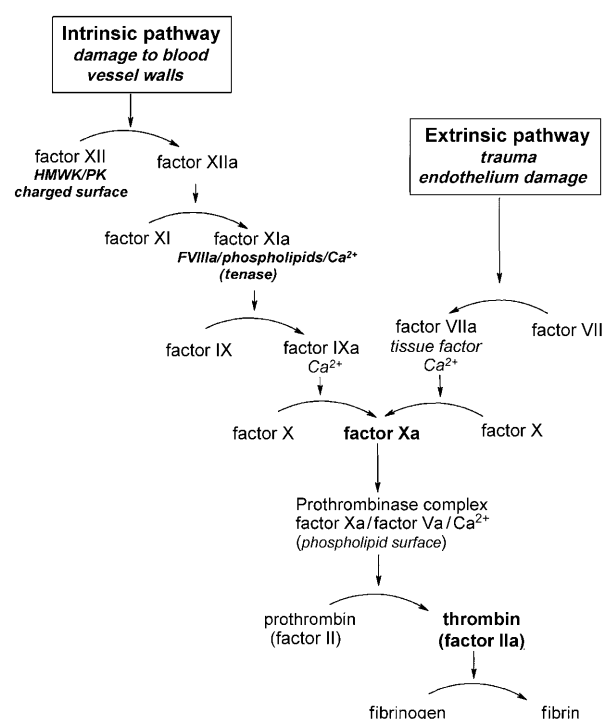 Intrinsic pathway
damage to blood
vessel walls
Extrinsic pathway
trauma
endothelium damage
factor XII
HMWK/PK
charged surface
factor XIIa
factor XI
factor XIa
FVIIIa/phospholipids/Ca²⁺
(tenase)
factor IX
factor IXa
Ca²⁺
factor VIIa
tissue factor
Ca²⁺
factor VII
factor X
factor Xa
factor X
Prothrombinase complex
factor Xa/factor Va/Ca²⁺
(phospholipid surface)
prothrombin
(factor II)
thrombin
(factor IIa)
fibrinogen
fibrin